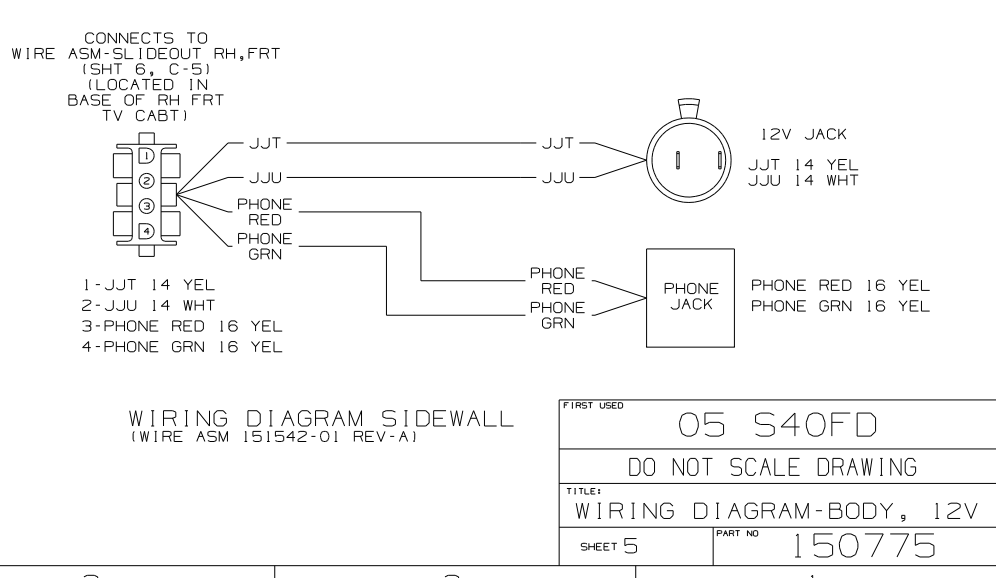 CONNECTS TO
WIRE ASM-SLIDEOUT RH,FRT
(SHT 6, C-5)
(LOCATED IN
BASE OF RH FRT
TV CABT)
1
2
3
4
JJT
JJU
PHONE
RED
PHONE
GRN
JJT
JJU
PHONE
RED
PHONE
GRN
12V JACK
JJT 14 YEL
JJU 14 WHT
PHONE
JACK
PHONE RED 16 YEL
PHONE GRN 16 YEL
1-JJT 14 YEL
2-JJU 14 WHT
3-PHONE RED 16 YEL
4-PHONE GRN 16 YEL
WIRING DIAGRAM SIDEWALL
(WIRE ASM 151542-01 REV-A)
FIRST USED
05 S40FD
DO NOT SCALE DRAWING
TITLE:
WIRING DIAGRAM-BODY, 12V
SHEET 5
PART NO
150775